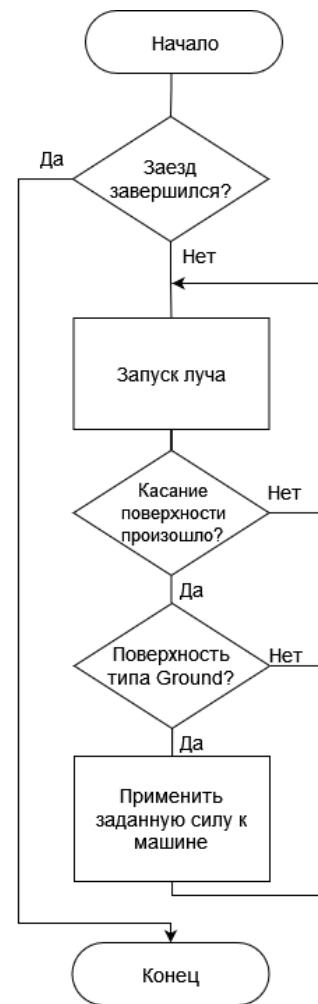 Начало
Да
Заезд
завершился?
Нет
Запуск луча
Касание
поверхности
произошло?
Нет
Да
Поверхность
типа Ground?
Нет
Да
Применить
заданную силу к
машине
Конец